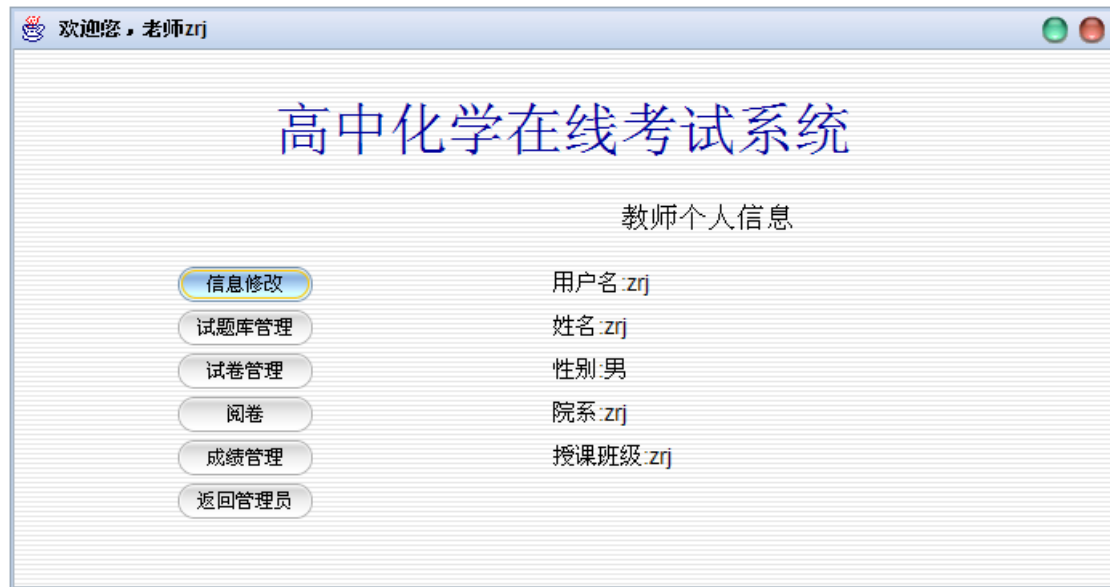 欢迎您，老师zrj
高中化学在线考试系统
教师个人信息
信息修改
试题库管理
试卷管理
阅卷
成绩管理
返回管理员
用户名:zrj
姓名:zrj
性别:男
院系:zrj
授课班级:zrj